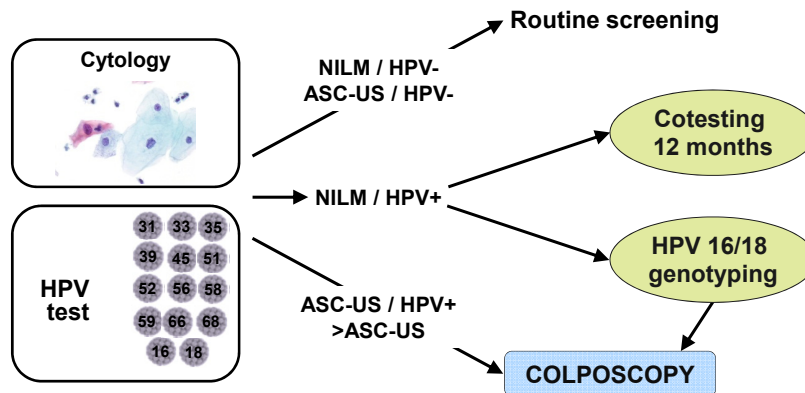 Cytology
HPV
test
31 33 35
39 45 51
52 56 58
59 66 68
16 18
NILM / HPV-
ASC-US / HPV-
NILM / HPV+
ASC-US / HPV+
>ASC-US
Routine screening
Cotesting
12 months
HPV 16/18
genotyping
COLPOSCOPY